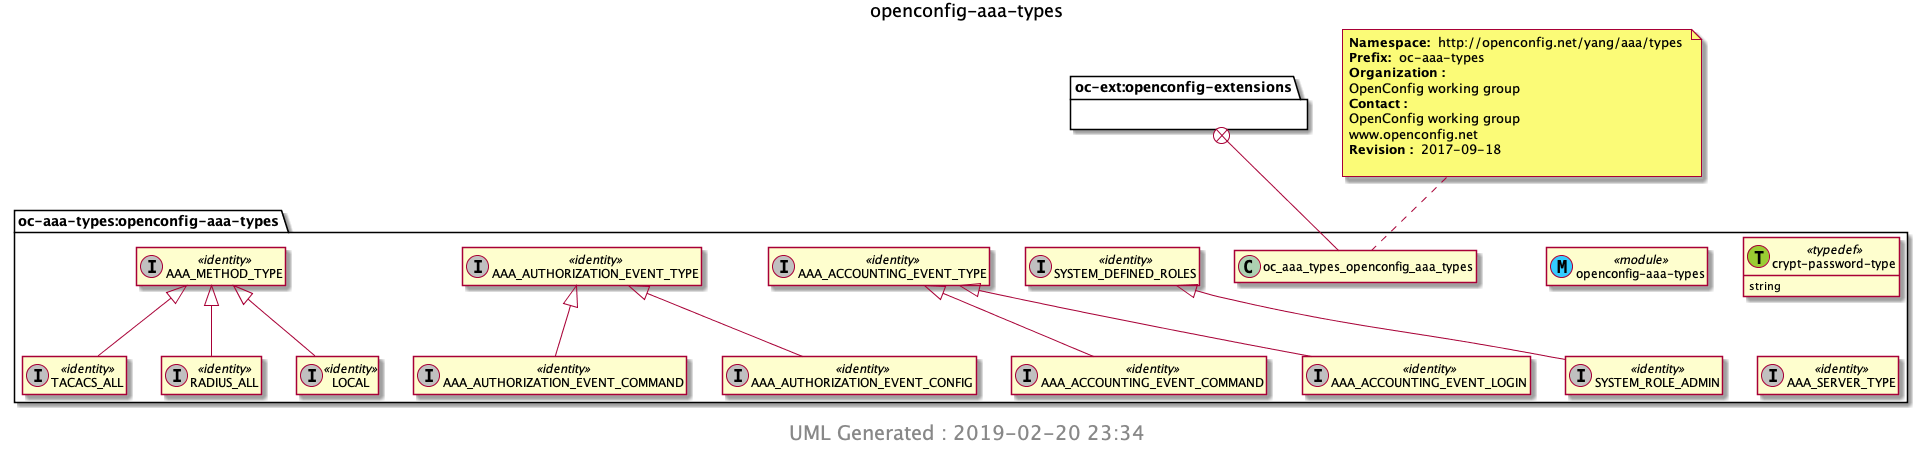 openconfig-aaa-types
Namespace: http://openconfig.net/yang/aaa/types
Prefix: oc-aaa-types
Organization :
OpenConfig working group
Contact :
OpenConfig working group
www.openconfig.net
Revision : 2017-09-18
oc-ext:openconfig-extensions
oc-aaa-types:openconfig-aaa-types
I
«identity»
AAA_METHOD_TYPE
I
«identity»
AAA_AUTHORIZATION_EVENT_TYPE
I
«identity»
AAA_ACCOUNTING_EVENT_TYPE
I
«identity»
SYSTEM_DEFINED_ROLES
C
oc_aaa_types_openconfig_aaa_types
M
«module»
openconfig-aaa-types
T
«typedef»
crypt-password-type
string
I
«identity»
TACACS_ALL
I
«identity»
RADIUS_ALL
I
«identity»
LOCAL
I
«identity»
AAA_AUTHORIZATION_EVENT_COMMAND
I
«identity»
AAA_AUTHORIZATION_EVENT_CONFIG
I
«identity»
AAA_ACCOUNTING_EVENT_COMMAND
I
«identity»
AAA_ACCOUNTING_EVENT_LOGIN
I
«identity»
SYSTEM_ROLE_ADMIN
I
«identity»
AAA_SERVER_TYPE
UML Generated : 2019-02-20 23:34